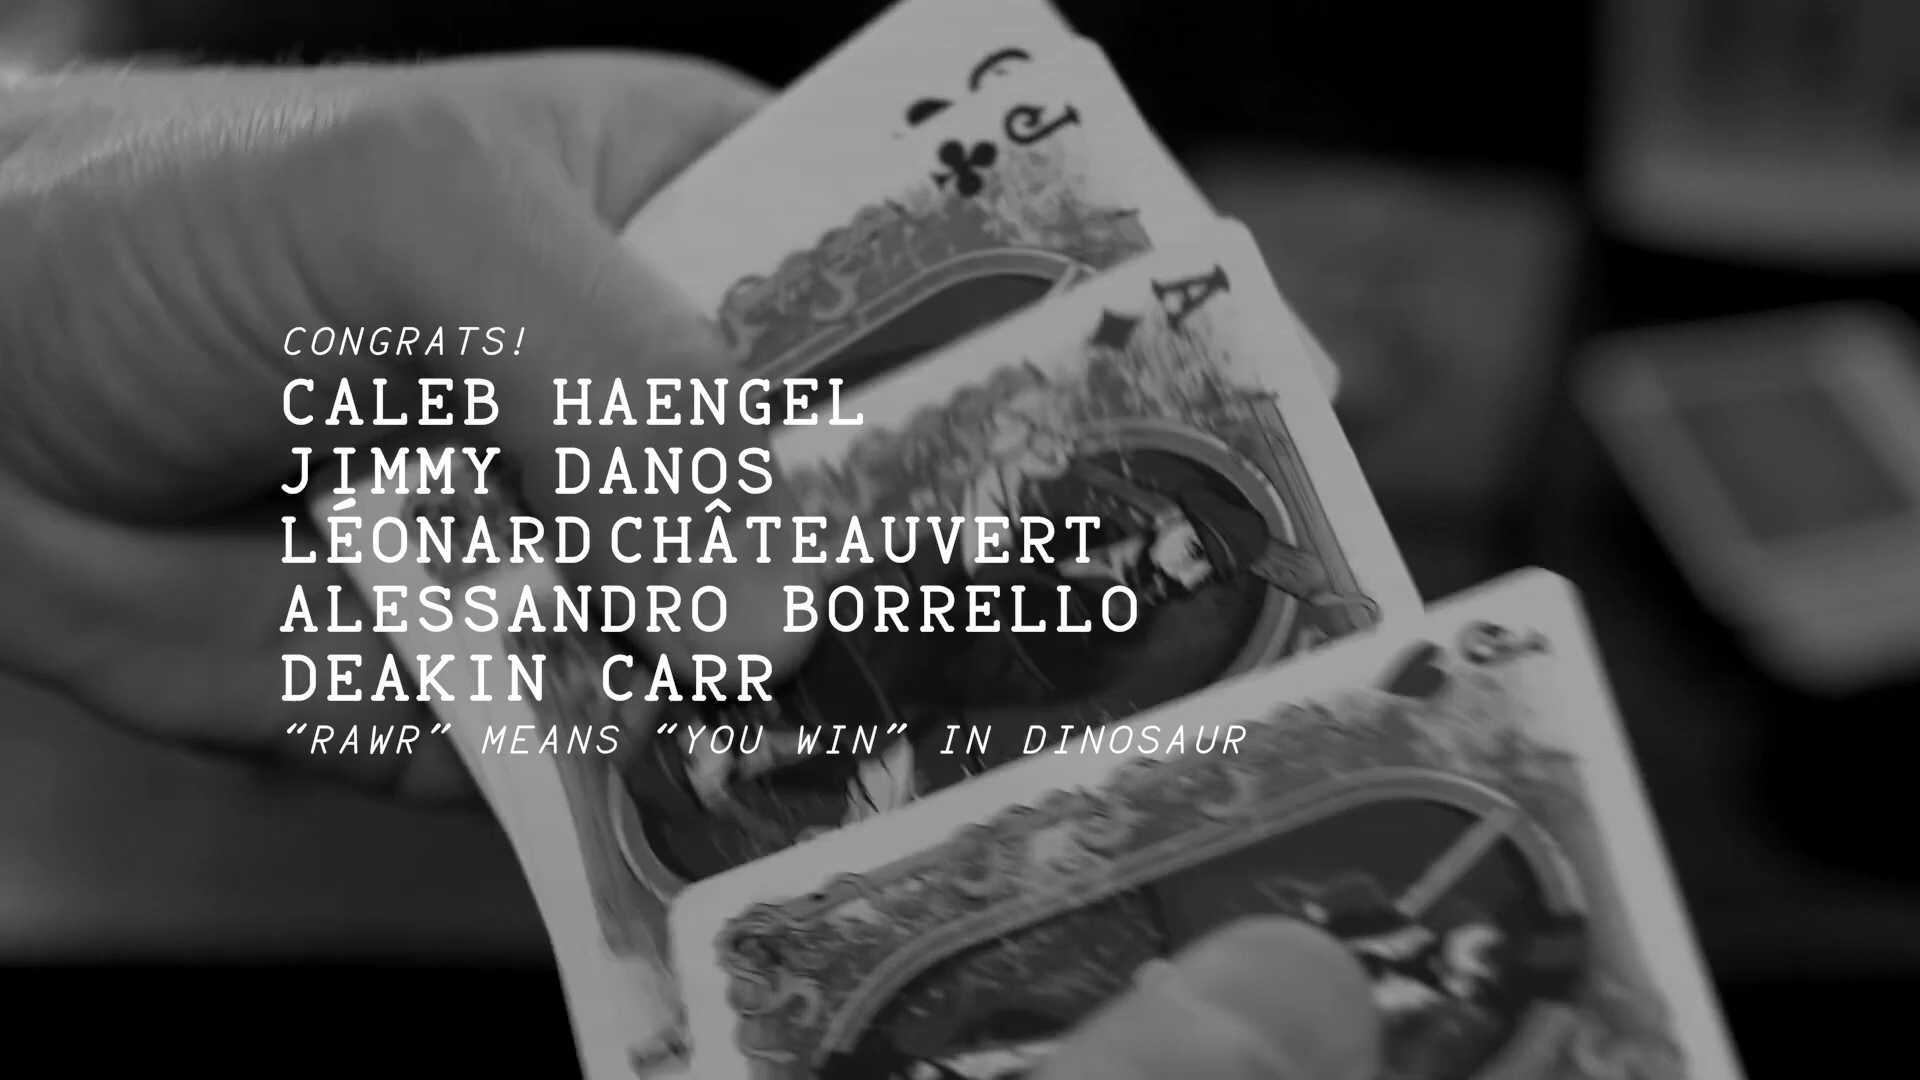 CONGRATS!
CALEB HAENGEL
JIMMY DANOS
LÉONARD CHÂTEAUVERT
ALESSANDRO BORRELLO
DEAKIN CARR
“RAWR” MEANS “YOU WIN” IN DINOSAUR
J
A